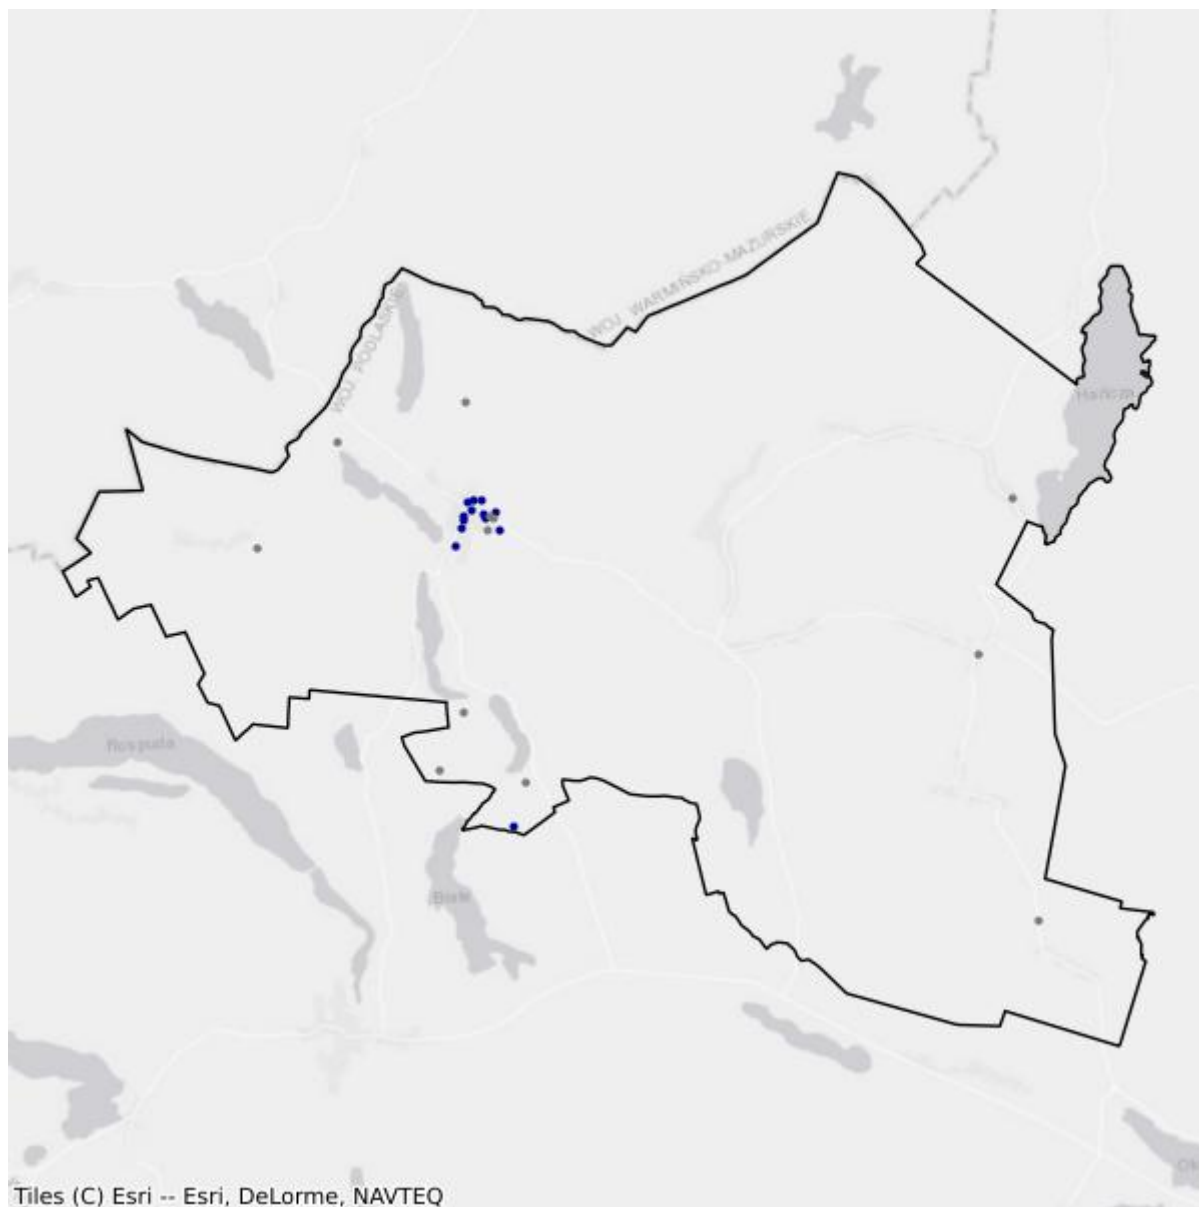 WOJ. WARMIŃSKO-MAZURSKIE
WOJ. PODLASKIE
Hańcza
Rospuda
Tiles (C) Esri -- Esri, DeLorme, NAVTEQ